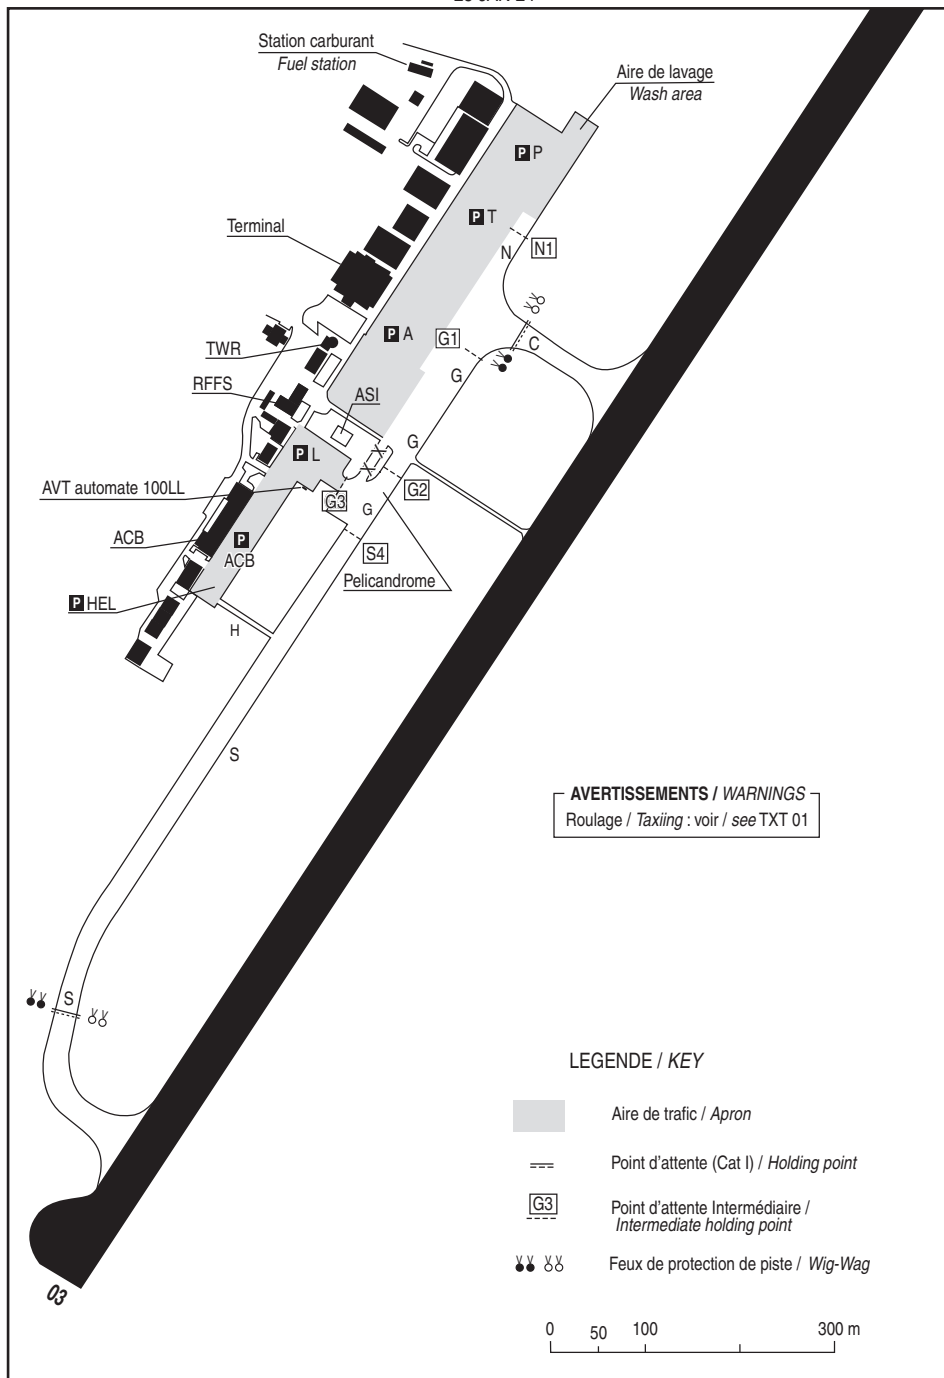 Station carburant
Fuel station
Aire de lavage
Wash area
P P
P T
Terminal
N
N1
P A
G1
C
TWR
G
RFFS
ASI
G
P L
AVT automate 100LL
G3
G2
G
ACB
P
ACB
S4
Pelicandrome
P HEL
H
S
AVERTISSEMENTS / WARNINGS
Roulage / Taxiing : voir / see TXT 01
S
LEGENDE / KEY
Aire de trafic / Apron
Point d'attente (Cat I) / Holding point
G3
Point d'attente Intermédiaire /
Intermediate holding point
Feux de protection de piste / Wig-Wag
03
0 50 100 300 m